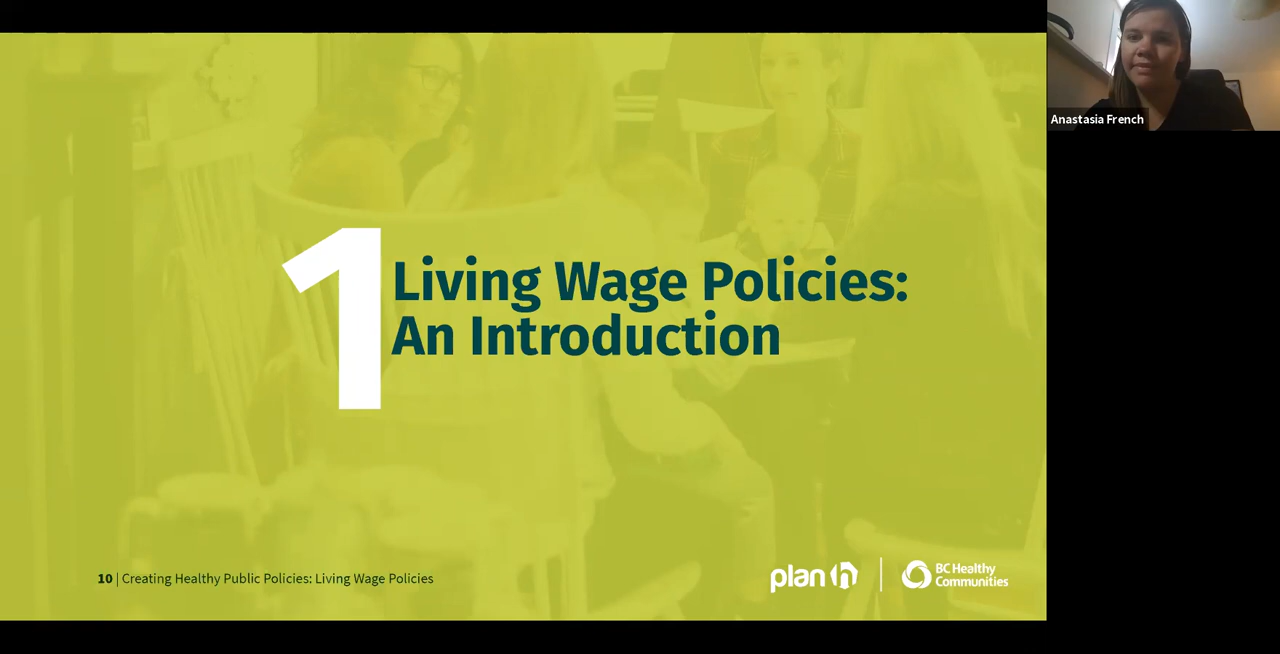 1
Living Wage Policies:
An Introduction
10 | Creating Healthy Public Policies: Living Wage Policies
plan h
BC Healthy
Communities
Anastasia French